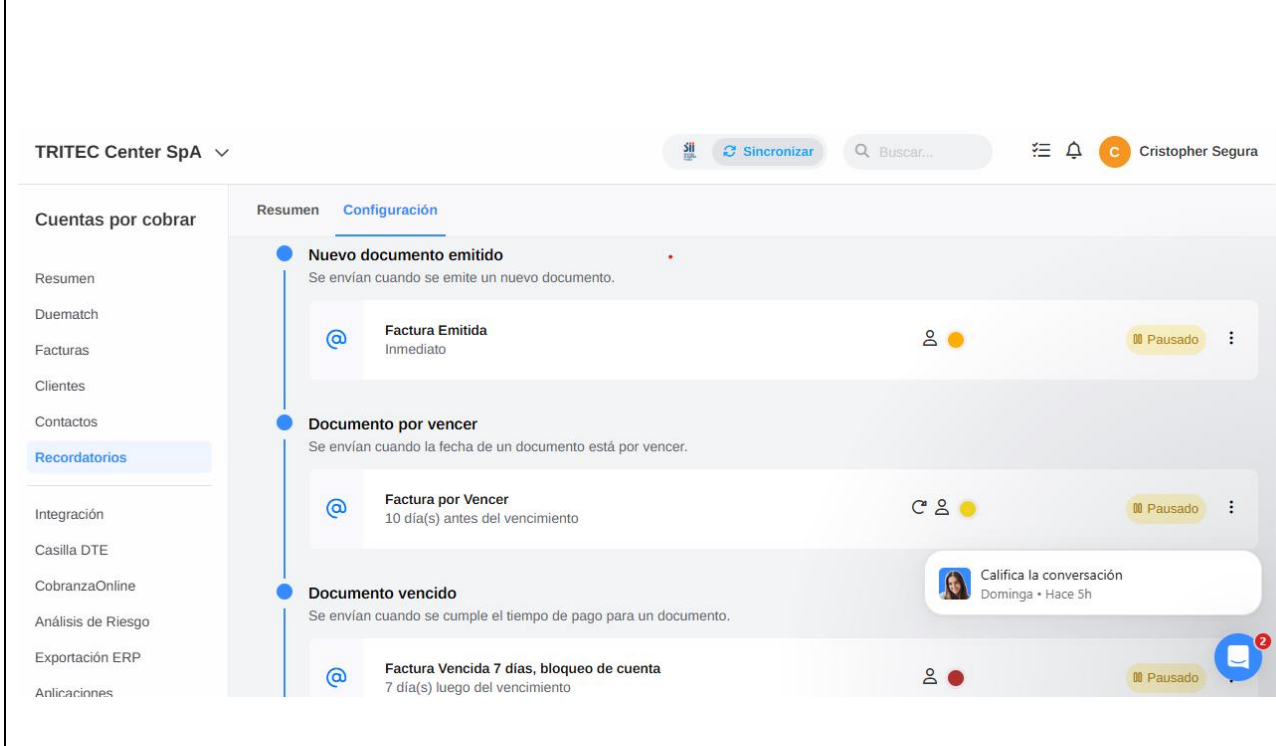 TRITEC Center SpA
Sii
Sincronizar
Buscar...
C
Cristopher Segura
Cuentas por cobrar
Resumen
Duematch
Facturas
Clientes
Contactos
Recordatorios
Integración
Casilla DTE
CobranzaOnline
Análisis de Riesgo
Exportación ERP
Aplicaciones
Resumen
Configuración
Nuevo documento emitido
Se envían cuando se emite un nuevo documento.
@
Factura Emitida
Inmediato
Pausado
Documento por vencer
Se envían cuando la fecha de un documento está por vencer.
@
Factura por Vencer
10 día(s) antes del vencimiento
Pausado
Documento vencido
Se envían cuando se cumple el tiempo de pago para un documento.
@
Factura Vencida 7 días, bloqueo de cuenta
7 día(s) luego del vencimiento
Pausado
Califica la conversación
Dominga • Hace 5h
2